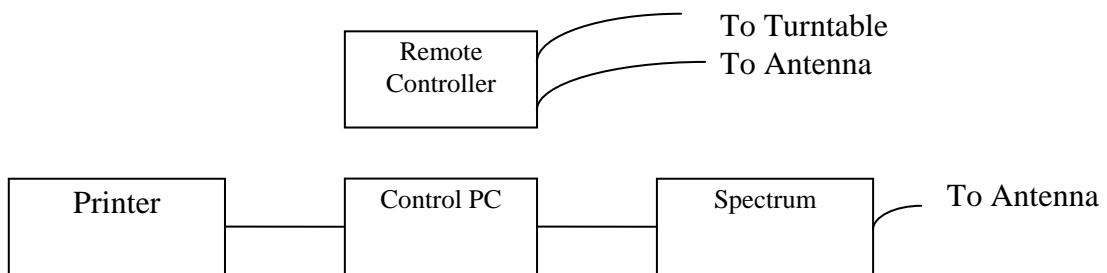 To Turntable
Remote
Controller
To Antenna
Printer
Control PC
Spectrum
To Antenna